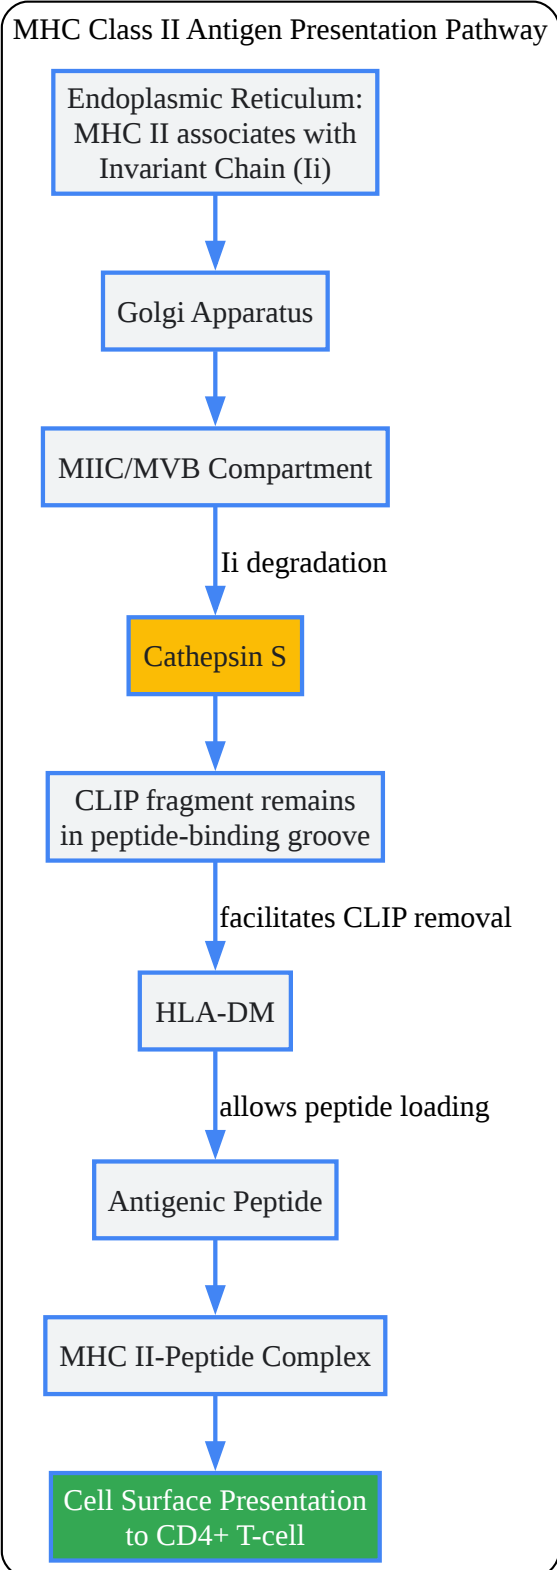 MHC Class II Antigen Presentation Pathway
Endoplasmic Reticulum:
MHC II associates with
Invariant Chain (Ii)
Golgi Apparatus
MIIC/MVB Compartment
Ii degradation
Cathepsin S
CLIP fragment remains
in peptide-binding groove
facilitates CLIP removal
HLA-DM
allows peptide loading
Antigenic Peptide
MHC II-Peptide Complex
Cell Surface Presentation
to CD4+ T-cell